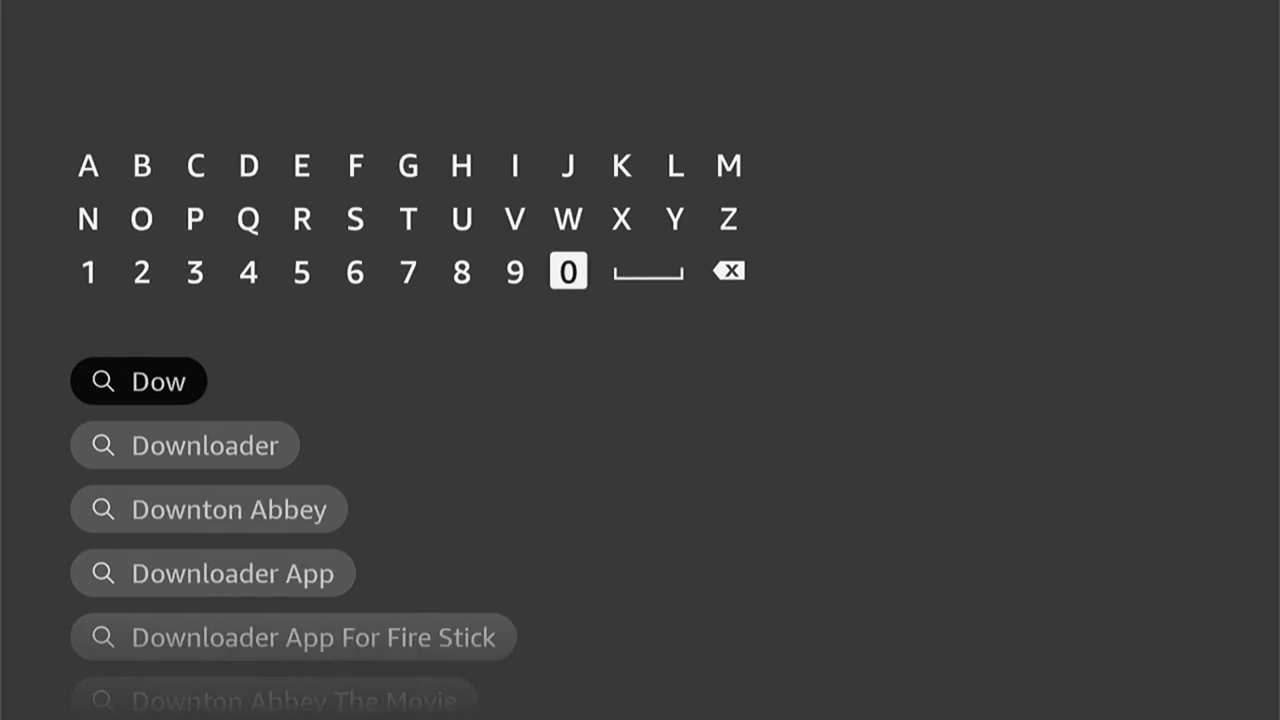 A B C D E F G H I J K L M
N O P Q R S T U V W X Y Z
1 2 3 4 5 6 7 8 9 0
Dow
Downloader
Downton Abbey
Downloader App
Downloader App For Fire Stick
Downton Abbey The Movie